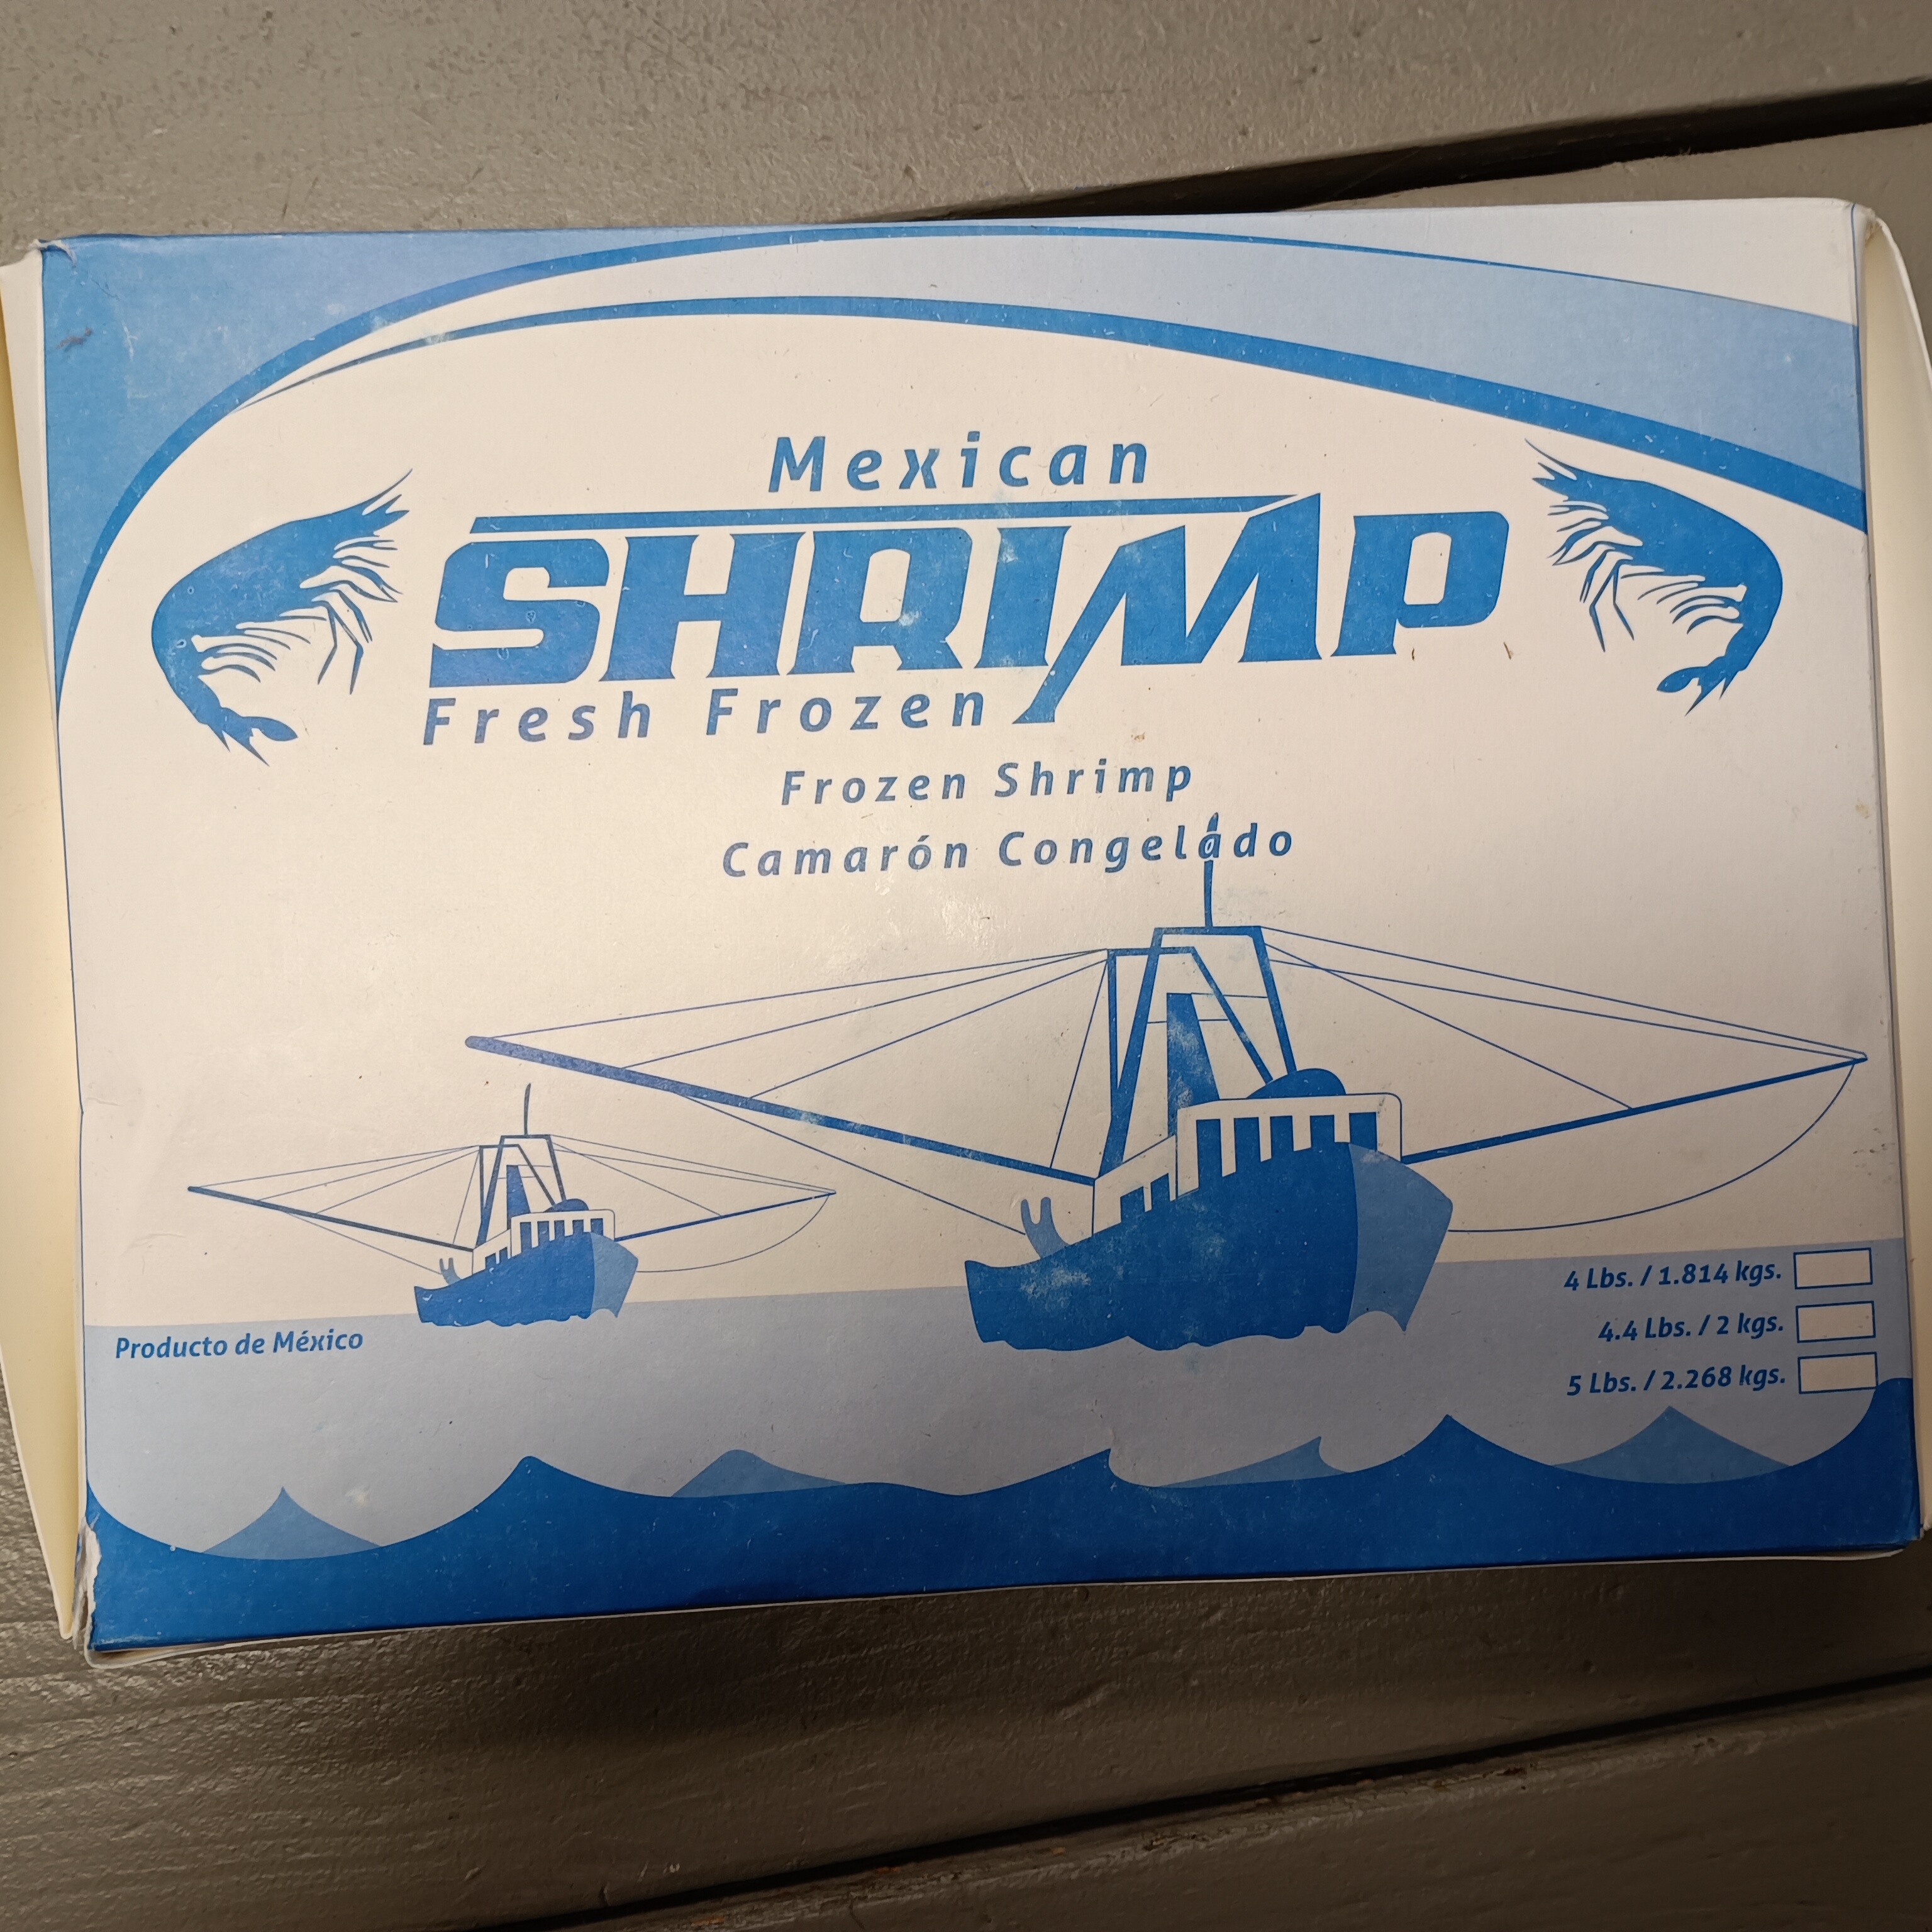 Mexican
SHRIMP
Fresh Frozen
Frozen Shrimp
Camarón Congelado
Producto de México
4 Lbs. / 1.814 kgs.
4.4 Lbs. / 2 kgs.
5 Lbs. / 2.268 kgs.